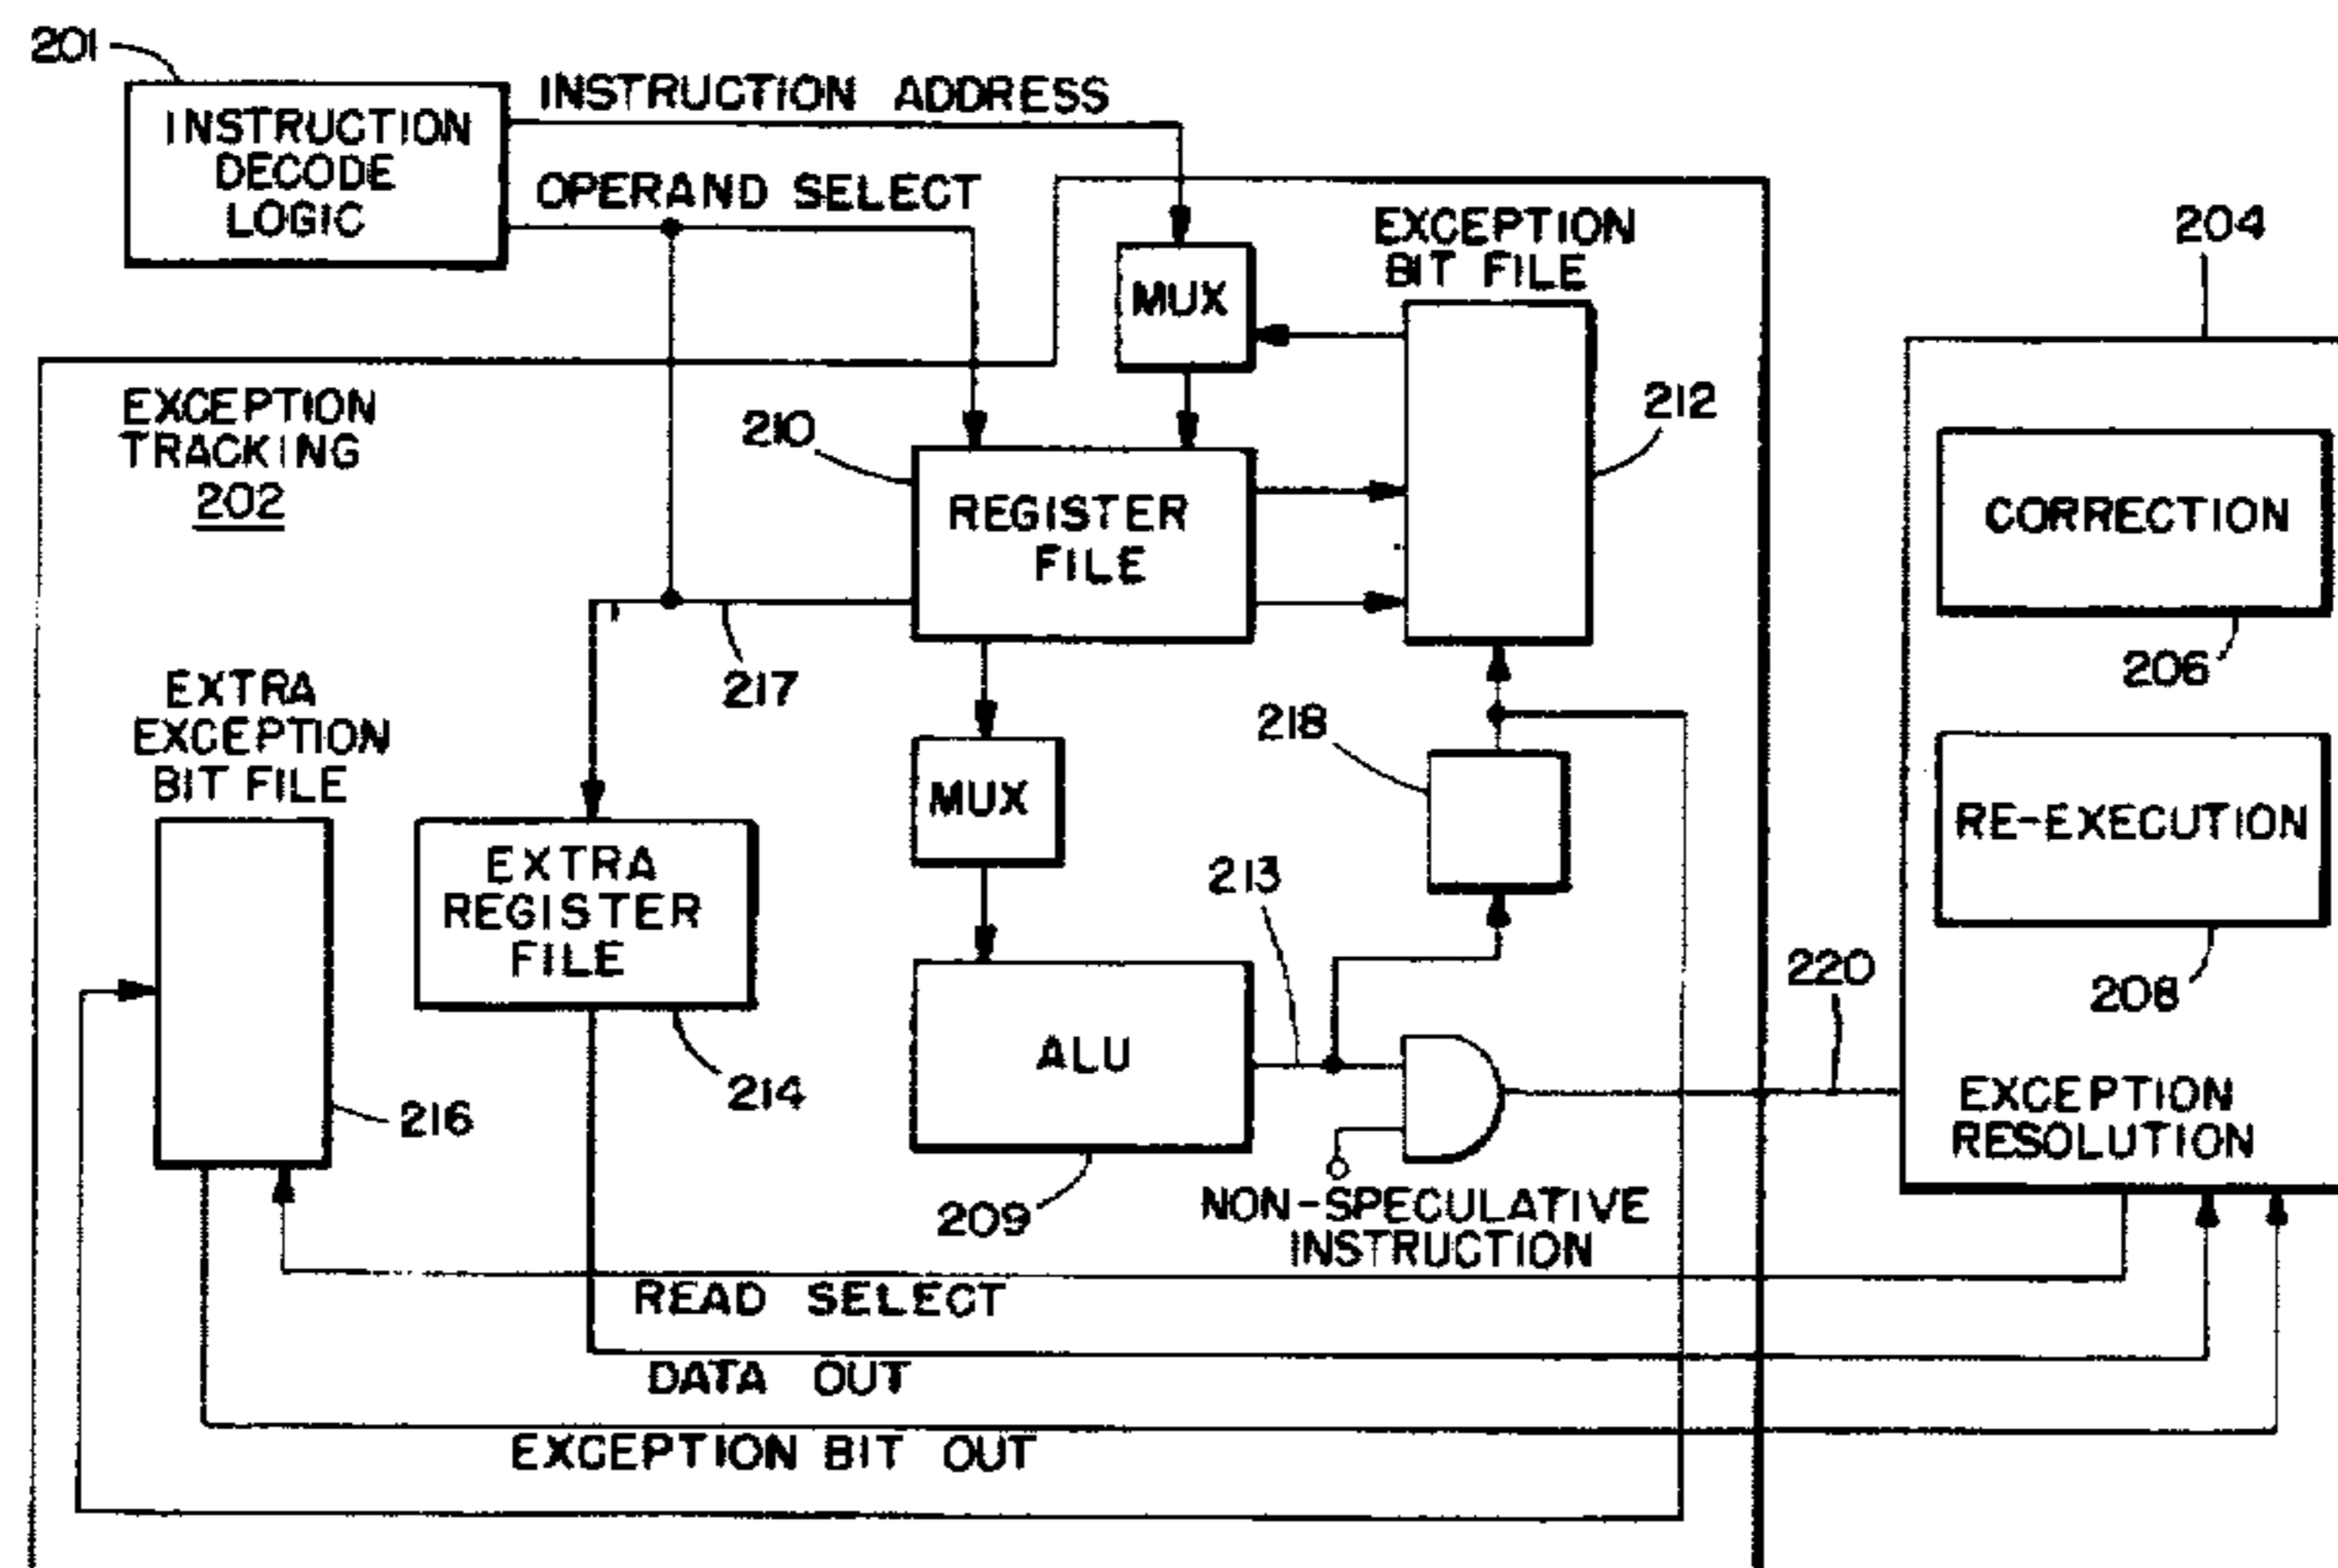 201
INSTRUCTION
DECODE
LOGIC
INSTRUCTION ADDRESS
OPERAND SELECT
MUX
EXCEPTION
BIT FILE
204
EXCEPTION
TRACKING
202
210
REGISTER
FILE
212
CORRECTION
206
217
EXTRA
EXCEPTION
BIT FILE
MUX
218
RE-EXECUTION
208
EXTRA
REGISTER
FILE
213
220
216
214
ALU
209
NON-SPECULATIVE
INSTRUCTION
EXCEPTION
RESOLUTION
READ SELECT
DATA OUT
EXCEPTION BIT OUT